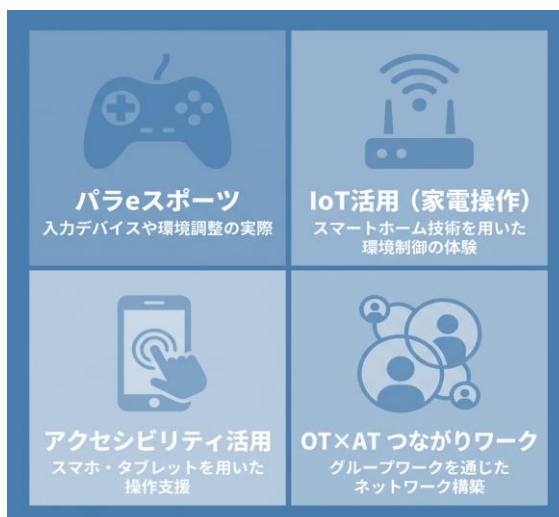 パラeスポーツ
入力デバイスや環境調整の実際
IoT活用（家電操作）
スマートホーム技術を用いた
環境制御の体験
アクセシビリティ活用
スマホ・タブレットを用いた
操作支援
OT×AT つながりワーク
グループワークを通じた
ネットワーク構築